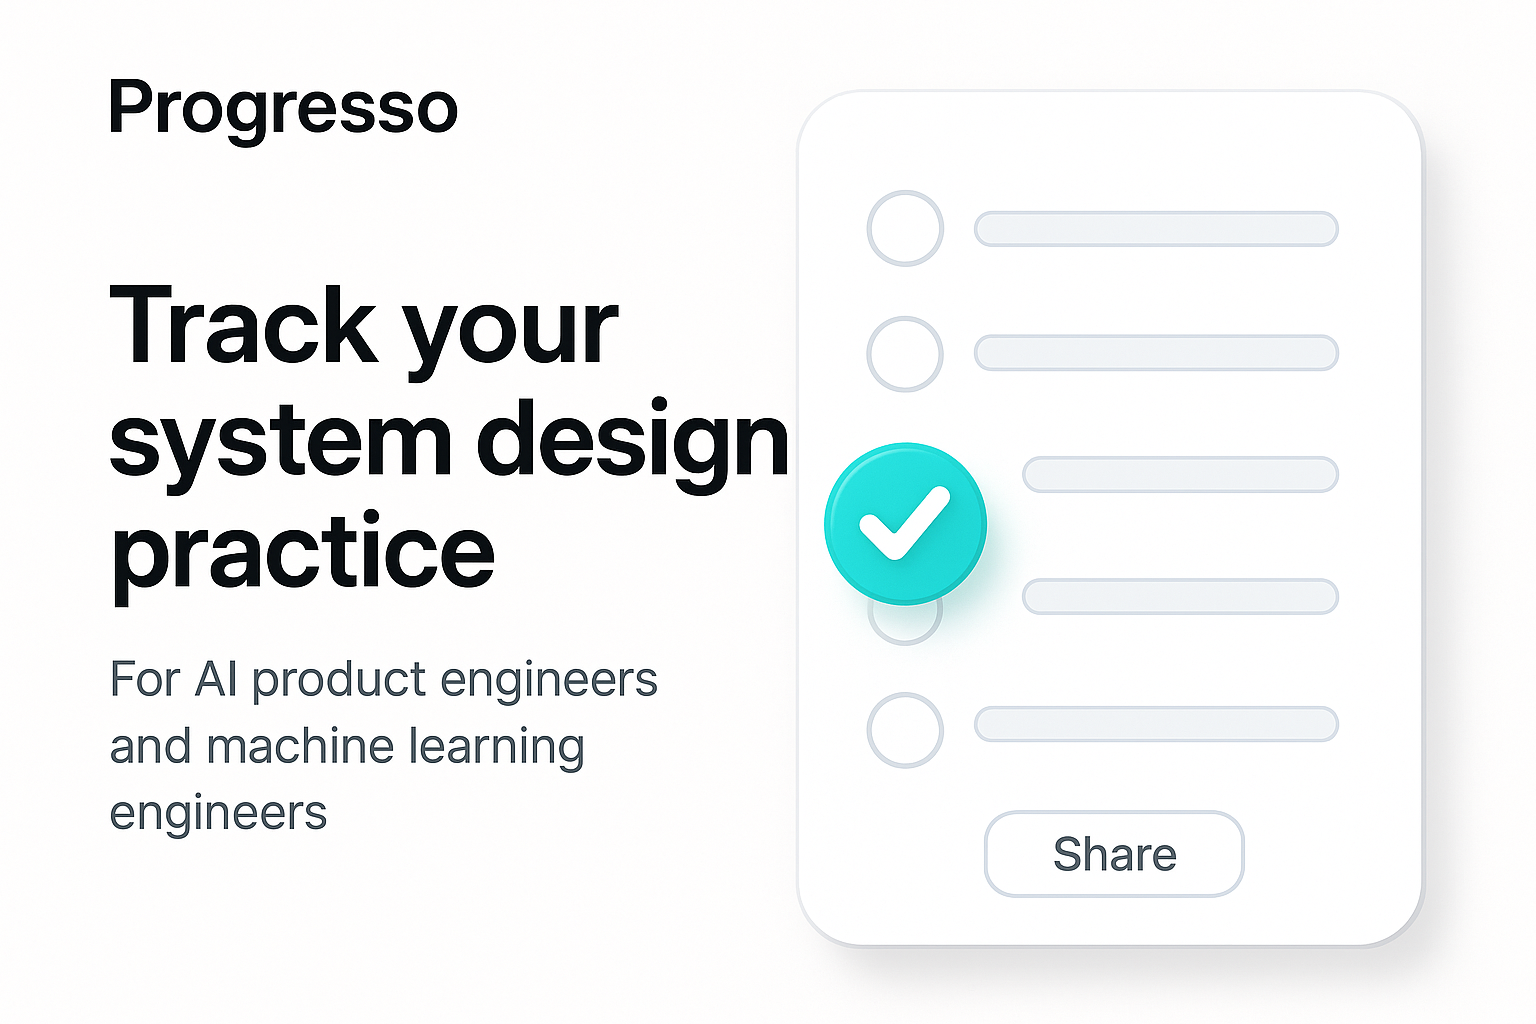 Progresso
Track your
system design
practice
For AI product engineers
and machine learning
engineers
Share